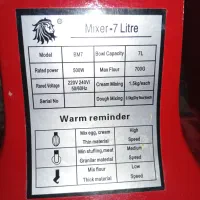 Mixer-7 Litre
Model BM7 Bowl Capacity 7L
Rated power 500W Max Flour 700G
Rated Voltage 220V 240V/ 50/60Hz Cream Mixing 1.5kg/each
Serial No Dough Mixing
Warm reminder
Mix egg, cream Thin material High Speed
Min stuffing, meat Granular material Medium Speed
Mix flour Thick material Low Speed